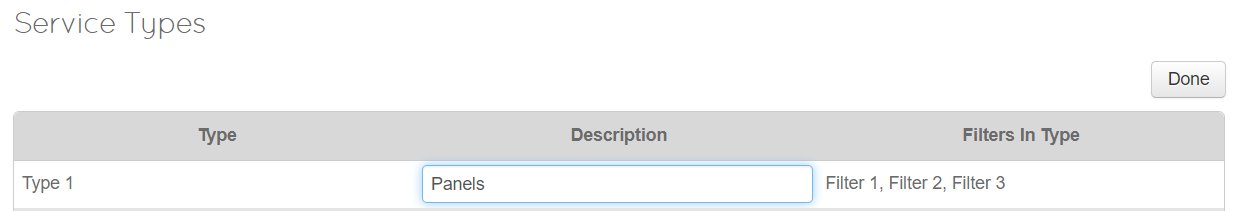 Service Types
Done
Type Description Filters In Type
Type 1 Panels Filter 1, Filter 2, Filter 3